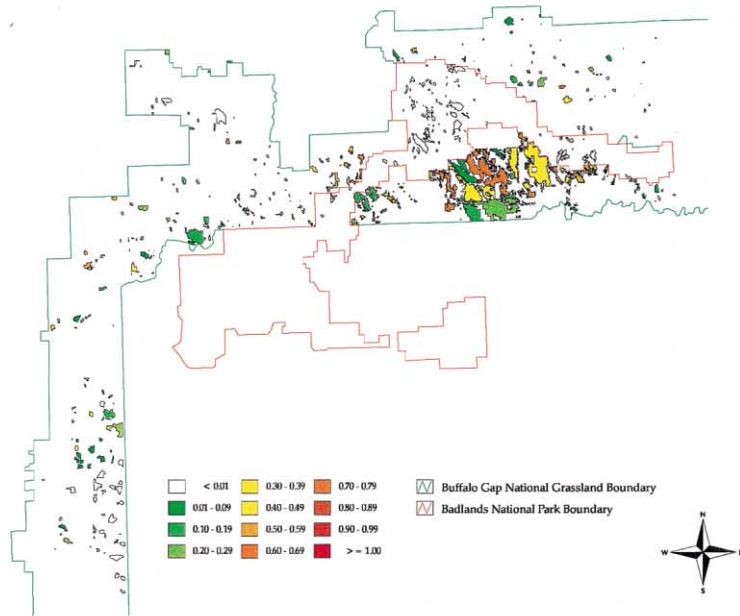 < 0.01
0.01 - 0.09
0.10 - 0.19
0.20 - 0.29
0.30 - 0.39
0.40 - 0.49
0.50 - 0.59
0.60 - 0.69
0.70 - 0.79
0.80 - 0.89
0.90 - 0.99
> = 1.00
Buffalo Gap National Grassland Boundary
Badlands National Park Boundary
N
W
E
S